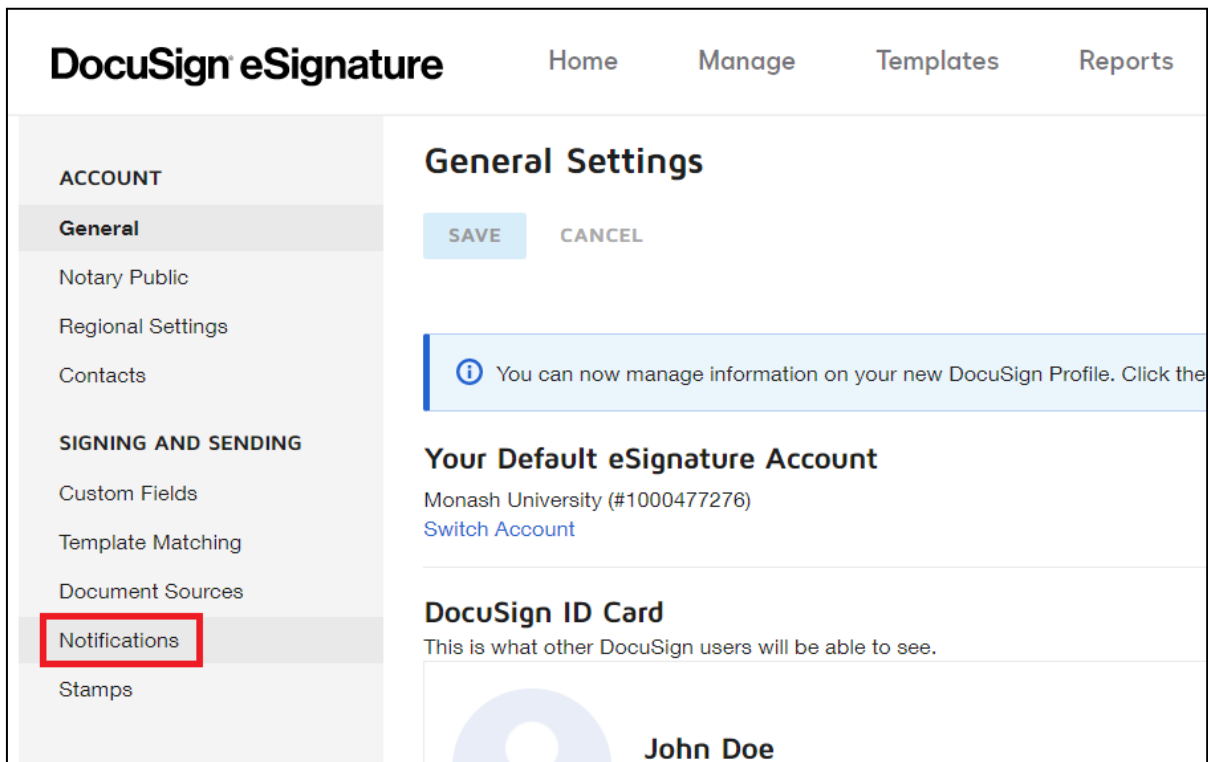 DocuSign eSignature
Home
Manage
Templates
Reports
ACCOUNT
General
Notary Public
Regional Settings
Contacts
SIGNING AND SENDING
Custom Fields
Template Matching
Document Sources
Notifications
Stamps
General Settings
SAVE
CANCEL
You can now manage information on your new DocuSign Profile. Click the
Your Default eSignature Account
Monash University (#1000477276)
Switch Account
DocuSign ID Card
This is what other DocuSign users will be able to see.
John Doe